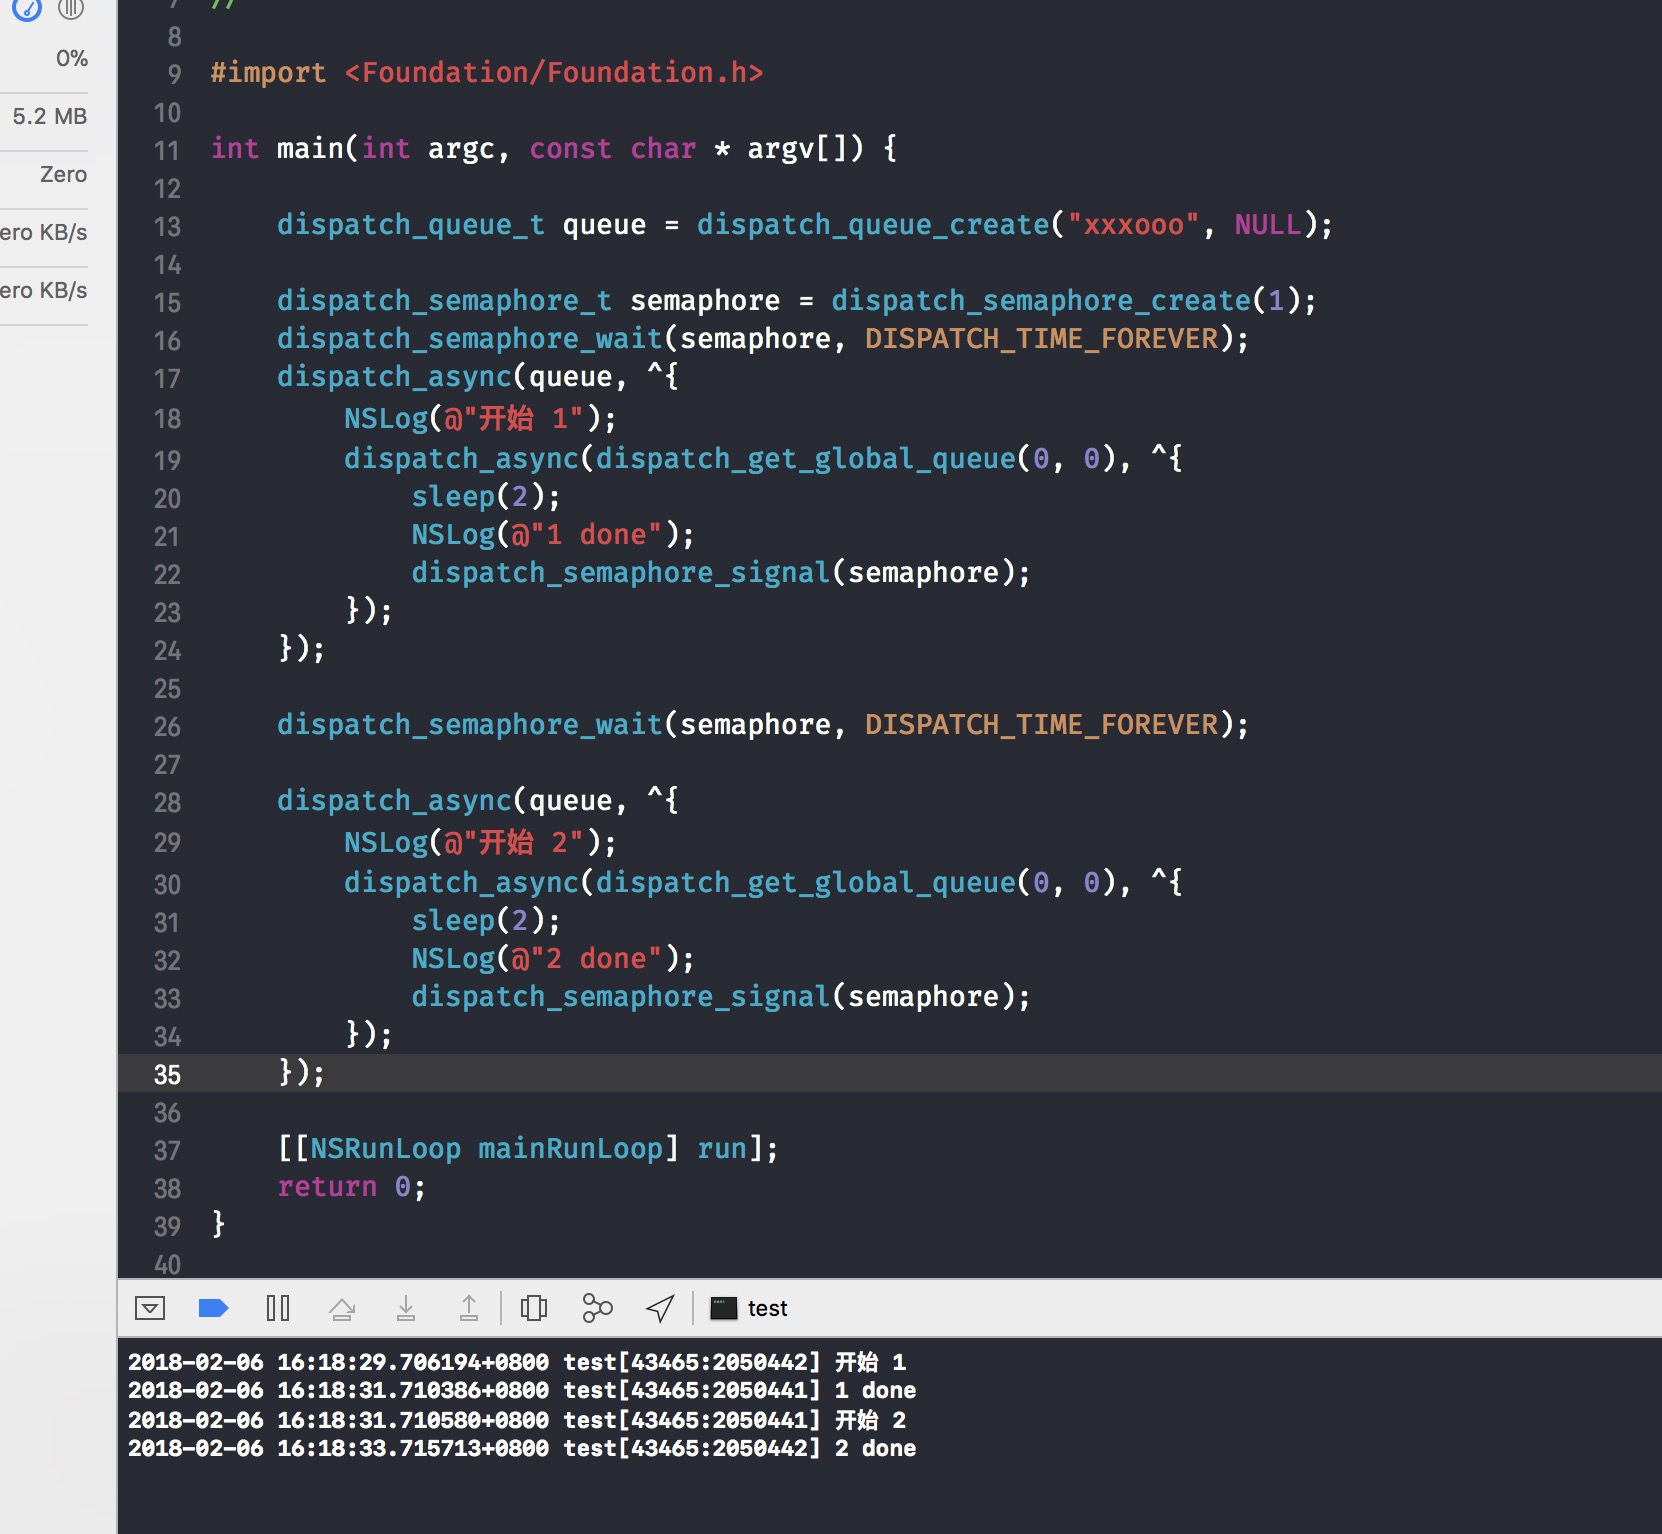 0%
5.2 MB
Zero
ero KB/s
ero KB/s
7 //
8
9 #import <Foundation/Foundation.h>
10
11 int main(int argc, const char * argv[]) {
12
13 dispatch_queue_t queue = dispatch_queue_create("xxxooo", NULL);
14
15 dispatch_semaphore_t semaphore = dispatch_semaphore_create(1);
16 dispatch_semaphore_wait(semaphore, DISPATCH_TIME_FOREVER);
17 dispatch_async(queue, ^{
18 NSLog(@"开始 1");
19 dispatch_async(dispatch_get_global_queue(0, 0), ^{
20 sleep(2);
21 NSLog(@"1 done");
22 dispatch_semaphore_signal(semaphore);
23 });
24 });
25
26 dispatch_semaphore_wait(semaphore, DISPATCH_TIME_FOREVER);
27
28 dispatch_async(queue, ^{
29 NSLog(@"开始 2");
30 dispatch_async(dispatch_get_global_queue(0, 0), ^{
31 sleep(2);
32 NSLog(@"2 done");
33 dispatch_semaphore_signal(semaphore);
34 });
35 });
36
37 [[NSRunLoop mainRunLoop] run];
38 return 0;
39 }
40
test
2018-02-06 16:18:29.706194+0800 test[43465:2050442] 开始 1
2018-02-06 16:18:31.710386+0800 test[43465:2050441] 1 done
2018-02-06 16:18:31.710580+0800 test[43465:2050441] 开始 2
2018-02-06 16:18:33.715713+0800 test[43465:2050442] 2 done